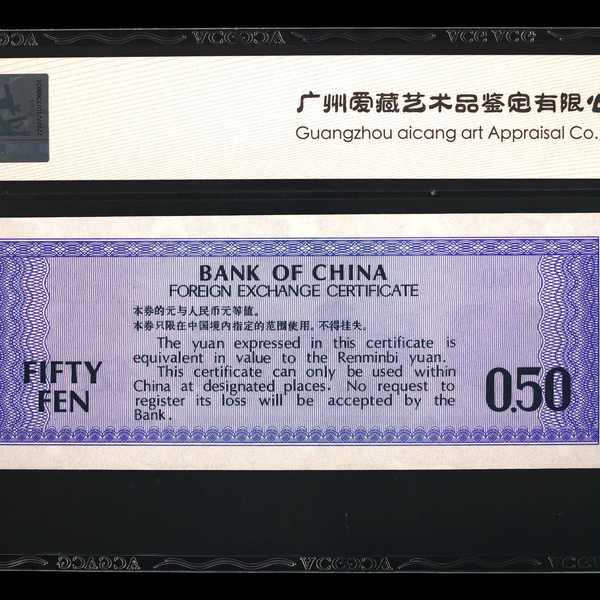 广州爱藏艺术品鉴定有限
Guangzhou aicang art Appraisal Co.
BANK OF CHINA
FOREIGN EXCHANGE CERTIFICATE
本券的元与人民币元等值。
本券只限在中国境内指定的范围使用，不得挂失。
The yuan expressed in this certificate is
equivalent in value to the Renminbi yuan.
This certificate can only be used within
China at designated places. No request to
register its loss will be accepted by the
Bank.
FIFTY
FEN
0.50